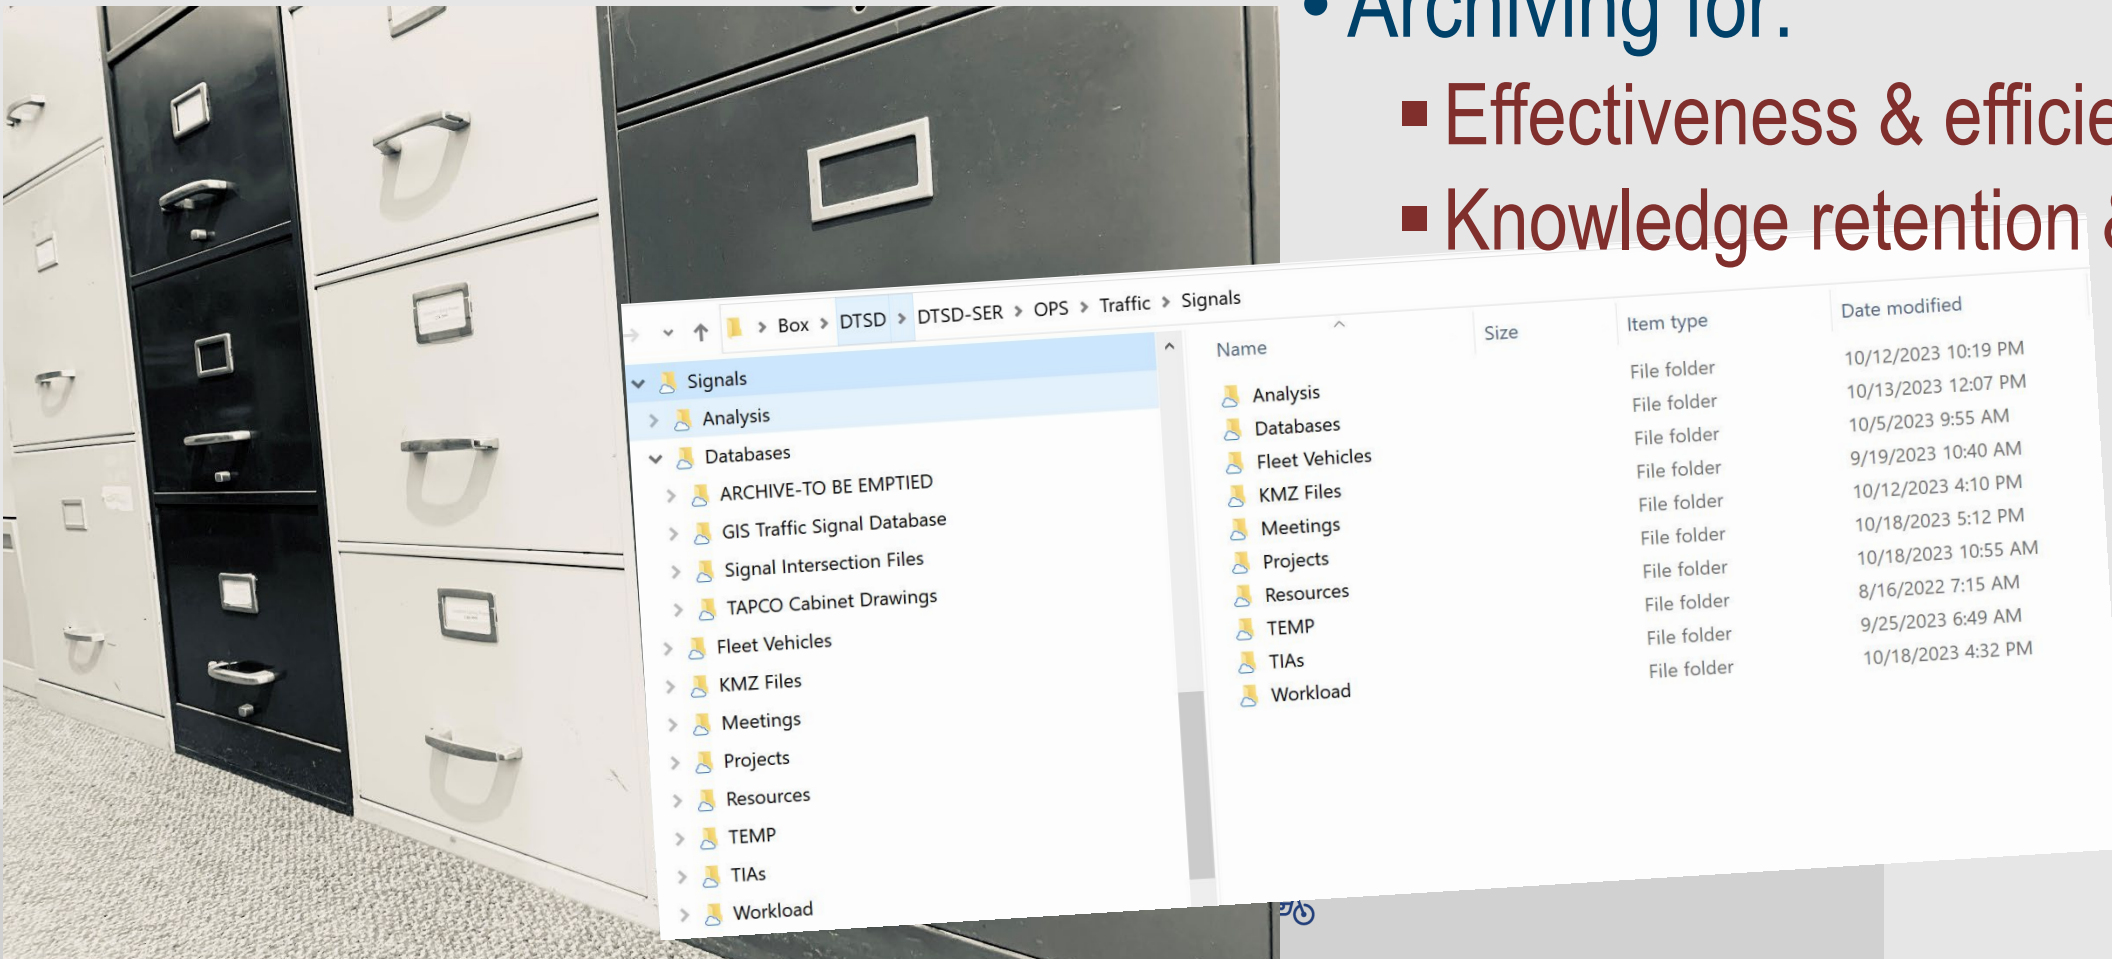 • Archiving for:
▪ Effectiveness & efficie
▪ Knowledge retention &
> Box > DTSD > DTSD-SER > OPS > Traffic > Signals
Signals
Analysis
Databases
ARCHIVE-TO BE EMPTIED
GIS Traffic Signal Database
Signal Intersection Files
TAPCO Cabinet Drawings
Fleet Vehicles
KMZ Files
Meetings
Projects
Resources
TEMP
TIAs
Workload
Name Size Item type Date modified
Analysis File folder 10/12/2023 10:19 PM
Databases File folder 10/13/2023 12:07 PM
Fleet Vehicles File folder 10/5/2023 9:55 AM
KMZ Files File folder 9/19/2023 10:40 AM
Meetings File folder 10/12/2023 4:10 PM
Projects File folder 10/18/2023 5:12 PM
Resources File folder 10/18/2023 10:55 AM
TEMP File folder 8/16/2022 7:15 AM
TIAs File folder 9/25/2023 6:49 AM
Workload File folder 10/18/2023 4:32 PM